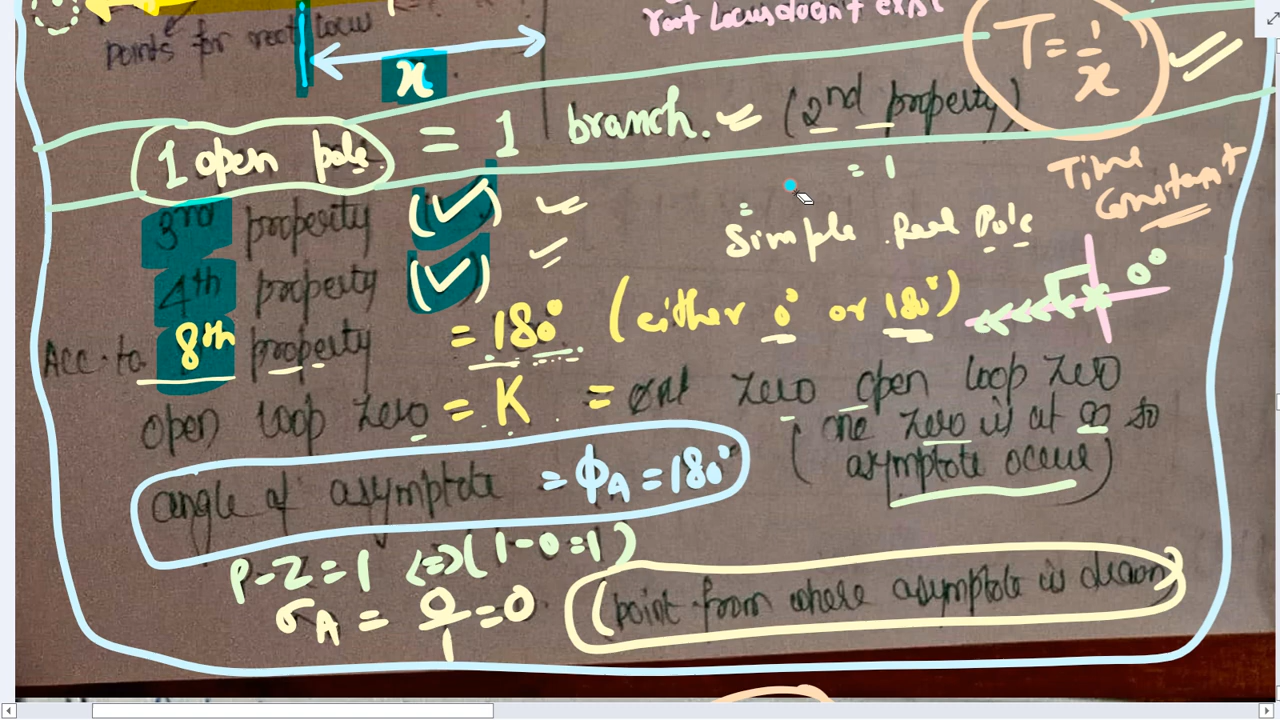 root locus doesn't exist
points for root locus
x
T = 1/x
1 open pole = 1 branch. (2nd property)
= 1
Time Constant
3rd property (✓)
= Simple Real Pole
4th property (✓)
0°
Acc. to 8th property = 180° (either 0° or 180°)
open loop zero = K = zero open loop zero
(one zero is at ∞ so
asymptote occur)
angle of asymptote = ϕA = 180°
P-Z = 1 (=> (1-0=1)
σA = 0/1 = 0 (point from where asymptote is drawn)